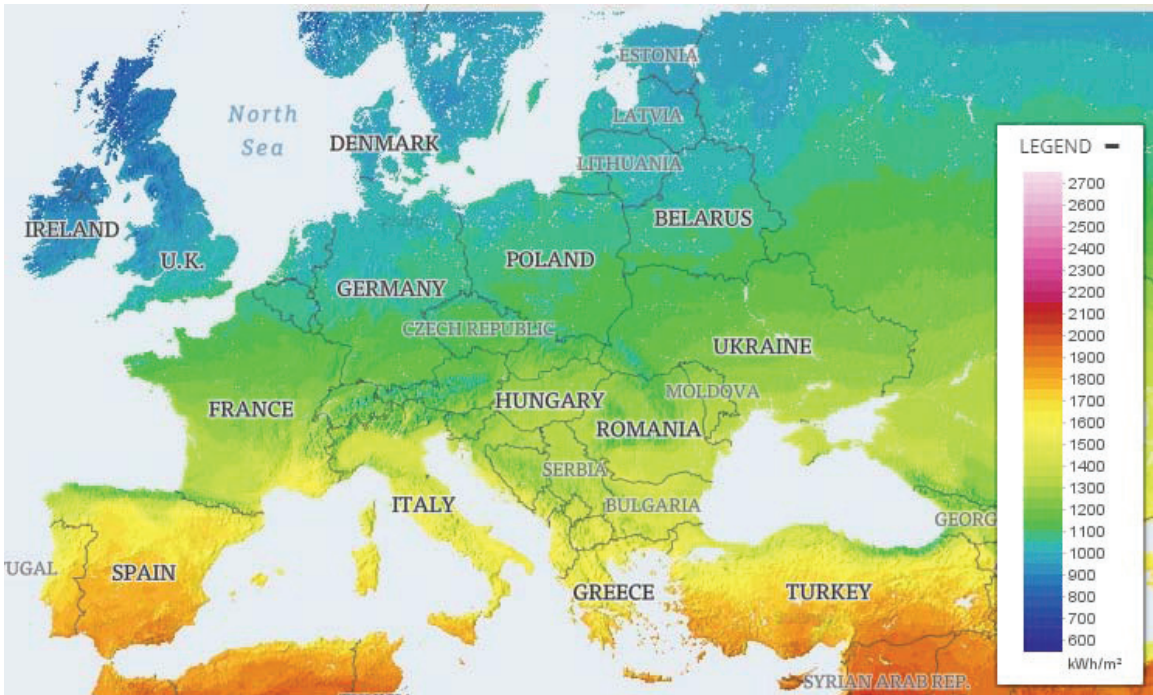 ESTONIA
North
Sea
LATVIA
DENMARK
LITHUANIA
LEGEND
2700
2600
2500
2400
2300
2200
2100
2000
1900
1800
1700
1600
1500
1400
1300
1200
1100
1000
900
800
700
600
kWh/m²
IRELAND
U.K.
BELARUS
POLAND
GERMANY
CZECH REPUBLIC
UKRAINE
FRANCE
HUNGARY
MOLDOVA
ROMANIA
SERBIA
ITALY
BULGARIA
GEORG
TUGAL
SPAIN
GREECE
TURKEY
SYRIAN ARAB REP.